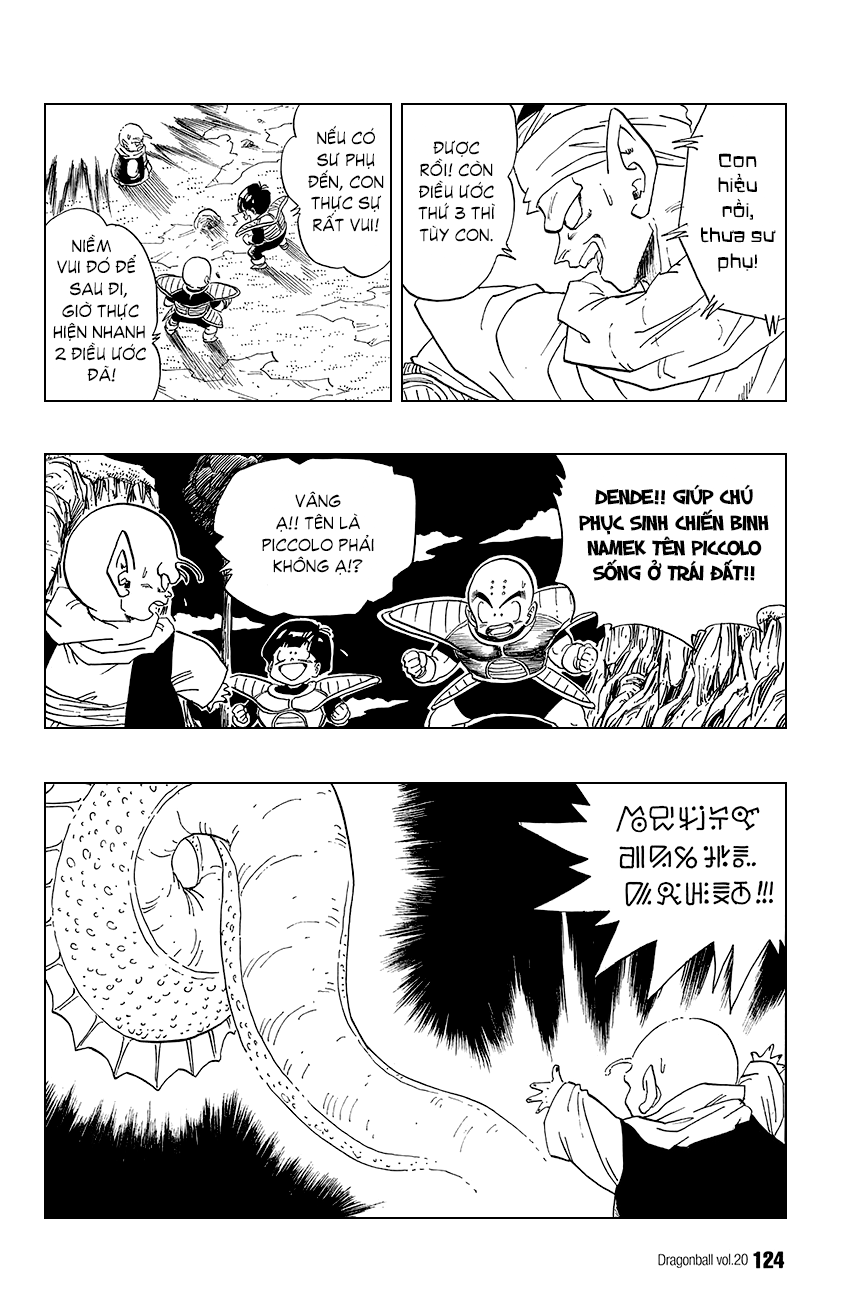 Con
hiểu
rồi,
thưa sư
phụ!
ĐƯỢC
RỒI! CÒN
ĐIỀU ƯỚC
THỨ 3 THÌ
TÙY CON.
NẾU CÓ
SƯ PHỤ
ĐẾN, CON
THỰC SỰ
RẤT VUI!
NIỀM
VUI ĐÓ ĐỂ
SAU ĐI,
GIỜ THỰC
HIỆN NHANH
2 ĐIỀU ƯỚC
ĐÃ!
DENDE!! GIÚP CHÚ
PHỤC SINH CHIẾN BINH
NAMEK TÊN PICCOLO
SỐNG Ở TRÁI ĐẤT!!
VÂNG
Ạ!! TÊN LÀ
PICCOLO PHẢI
KHÔNG Ạ!?
Dragonball vol.20 124